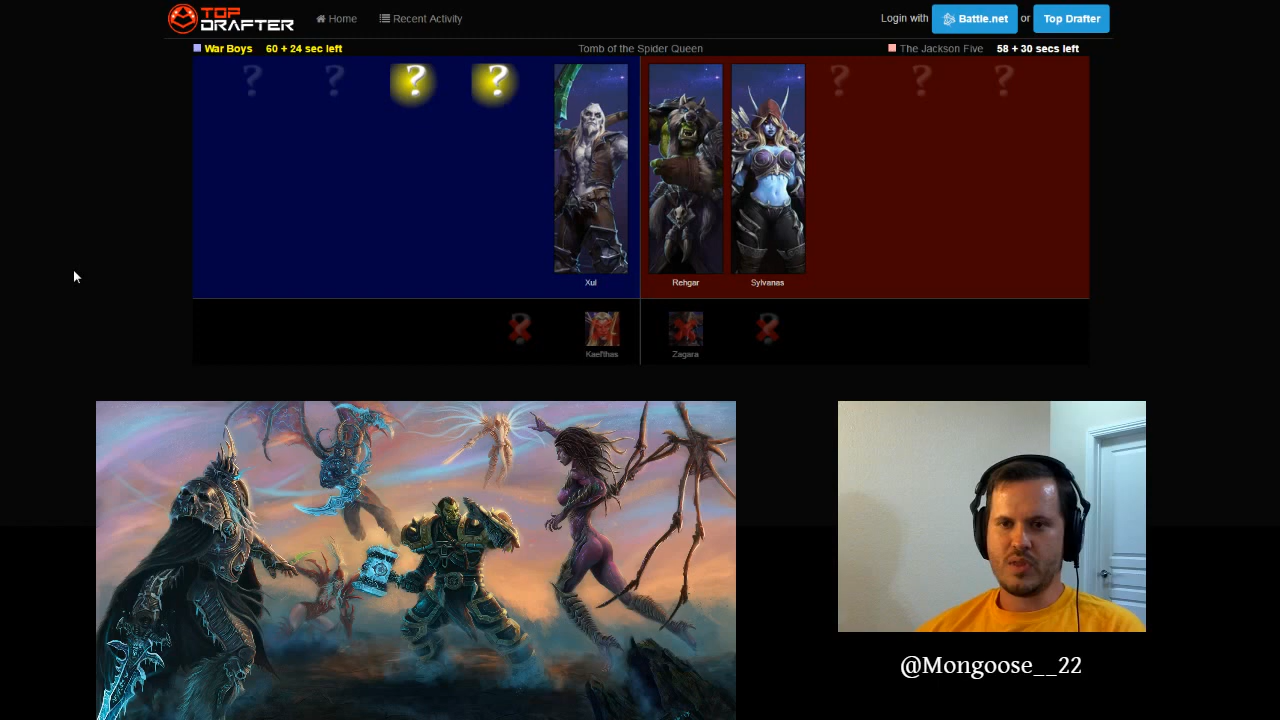 TOP
DRAFTER
Home
Recent Activity
Login with
Battle.net
or
Top Drafter
War Boys
60 + 24 sec left
Tomb of the Spider Queen
The Jackson Five
58 + 30 secs left
? ? ? ? ? ? ?
Xul
Rehgar
Sylvanas
? ?
Kael'thas
Zagara
@Mongoose__22